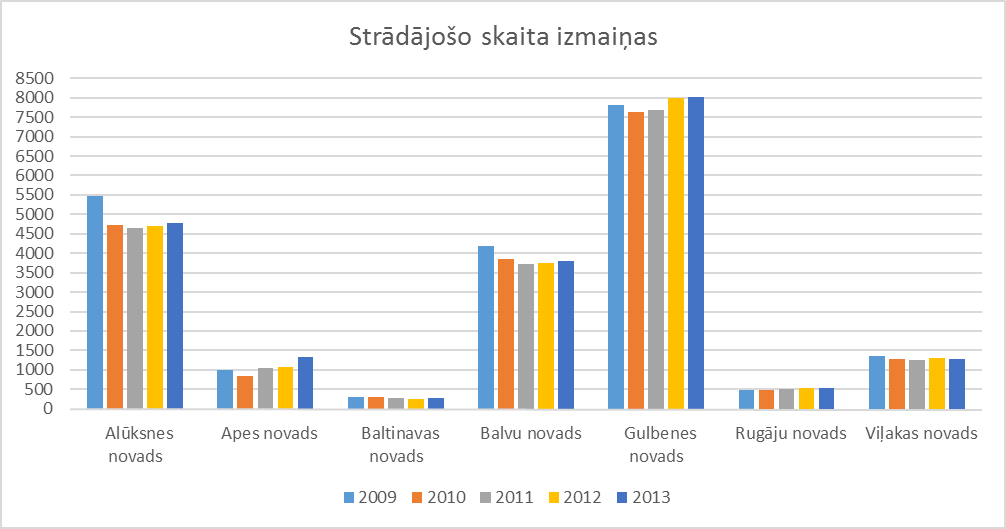 Strādājošo skaita izmaiņas
8500
8000
7500
7000
6500
6000
5500
5000
4500
4000
3500
3000
2500
2000
1500
1000
500
0
Alūksnes novads
Apes novads
Baltinavas novads
Balvu novads
Gulbenes novads
Rugāju novads
Viļakas novads
2009 2010 2011 2012 2013